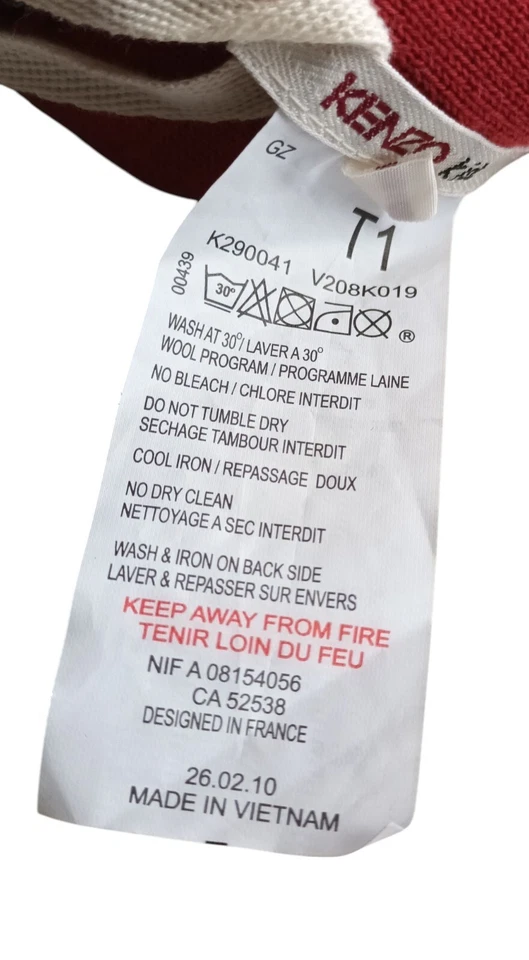 KENZO
GZ
T1
K290041 V208K019
00439
30°
®
WASH AT 30°/ LAVER A 30°
WOOL PROGRAM / PROGRAMME LAINE
NO BLEACH / CHLORE INTERDIT
DO NOT TUMBLE DRY
SECHAGE TAMBOUR INTERDIT
COOL IRON / REPASSAGE DOUX
NO DRY CLEAN
NETTOYAGE A SEC INTERDIT
WASH & IRON ON BACK SIDE
LAVER & REPASSER SUR ENVERS
KEEP AWAY FROM FIRE
TENIR LOIN DU FEU
NIF A 08154056
CA 52538
DESIGNED IN FRANCE
26.02.10
MADE IN VIETNAM